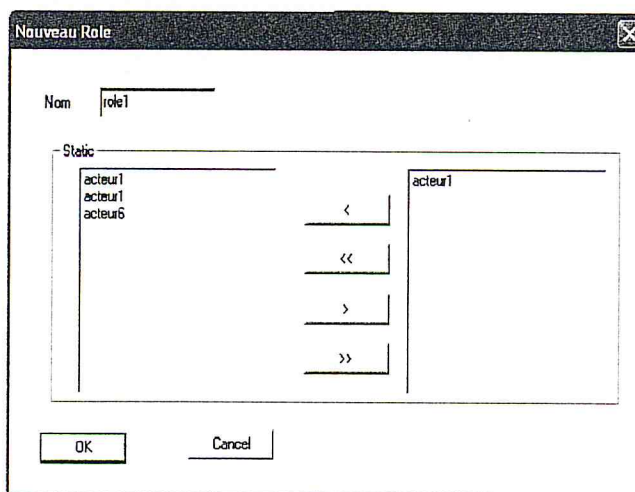 Nouveau Role
Nom role1
Static
acteur1
acteur1
acteur6
<
<<
>
>>
acteur1
OK Cancel